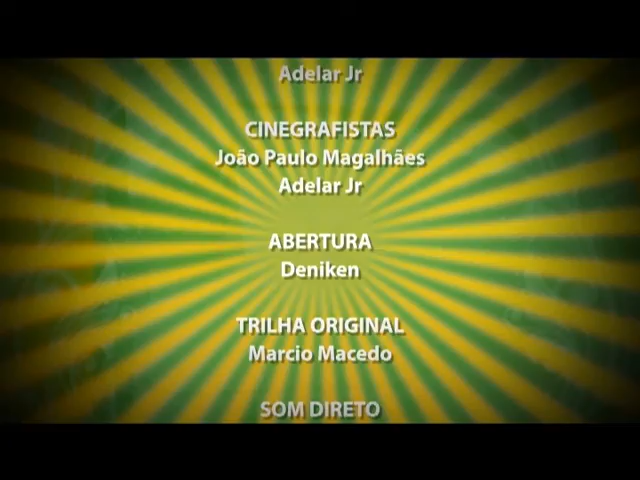 Adelar Jr
CINEGRAFISTAS
João Paulo Magalhães
Adelar Jr
ABERTURA
Deniken
TRILHA ORIGINAL
Marcio Macedo
SOM DIRETO